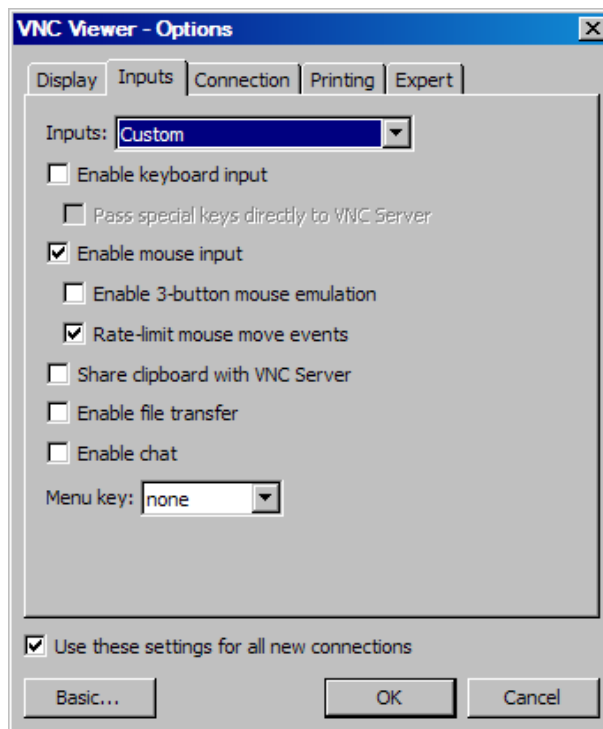 VNC Viewer - Options
Display Inputs Connection Printing Expert
Inputs: Custom
Enable keyboard input
Pass special keys directly to VNC Server
Enable mouse input
Enable 3-button mouse emulation
Rate-limit mouse move events
Share clipboard with VNC Server
Enable file transfer
Enable chat
Menu key: none
Use these settings for all new connections
Basic... OK Cancel